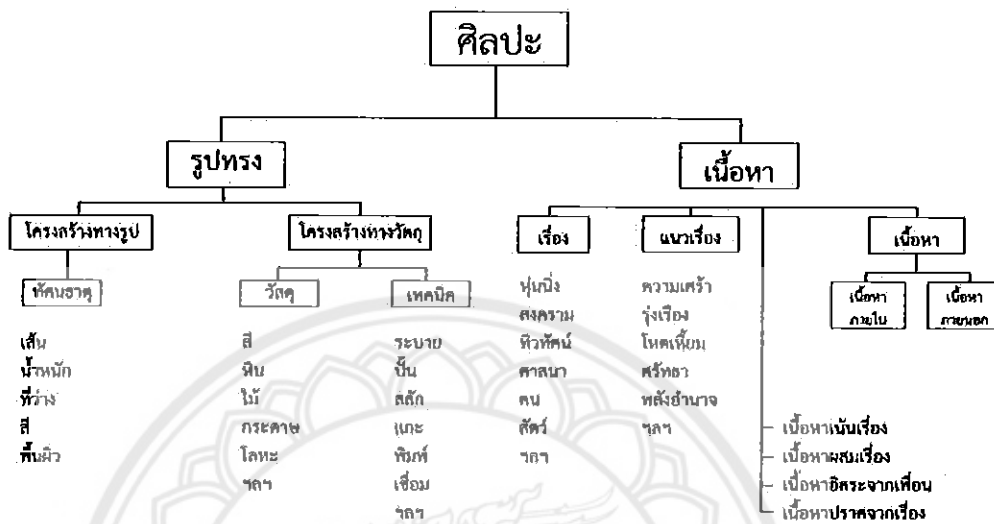 ศิลปะ
รูปทรง
เนื้อหา
โครงสร้างทางรูป
โครงสร้างทางวัตถุ
เรื่อง
แนวเรื่อง
เนื้อหา
ทัศนธาตุ
วัสดุ
เทคนิค
เนื้อหา
ภายใน
เนื้อหา
ภายนอก
เส้น
น้ำหนัก
ที่ว่าง
สี
พื้นผิว
สี
หิน
ไม้
กระดาษ
โลหะ
ฯลฯ
ระบาย
ปั้น
สลัก
แกะ
พิมพ์
เชื่อม
ฯลฯ
หุ่นนิ่ง
สงคราม
ทิวทัศน์
ศาสนา
คน
สัตว์
ฯลฯ
ความเศร้า
รุ่งเรือง
โหดเหี้ยม
ศรัทธา
พลังอำนาจ
ฯลฯ
เนื้อหาเน้นเรื่อง
เนื้อหาผสมเรื่อง
เนื้อหาอิสระจากเพื่อน
เนื้อหาปราศจากเรื่อง